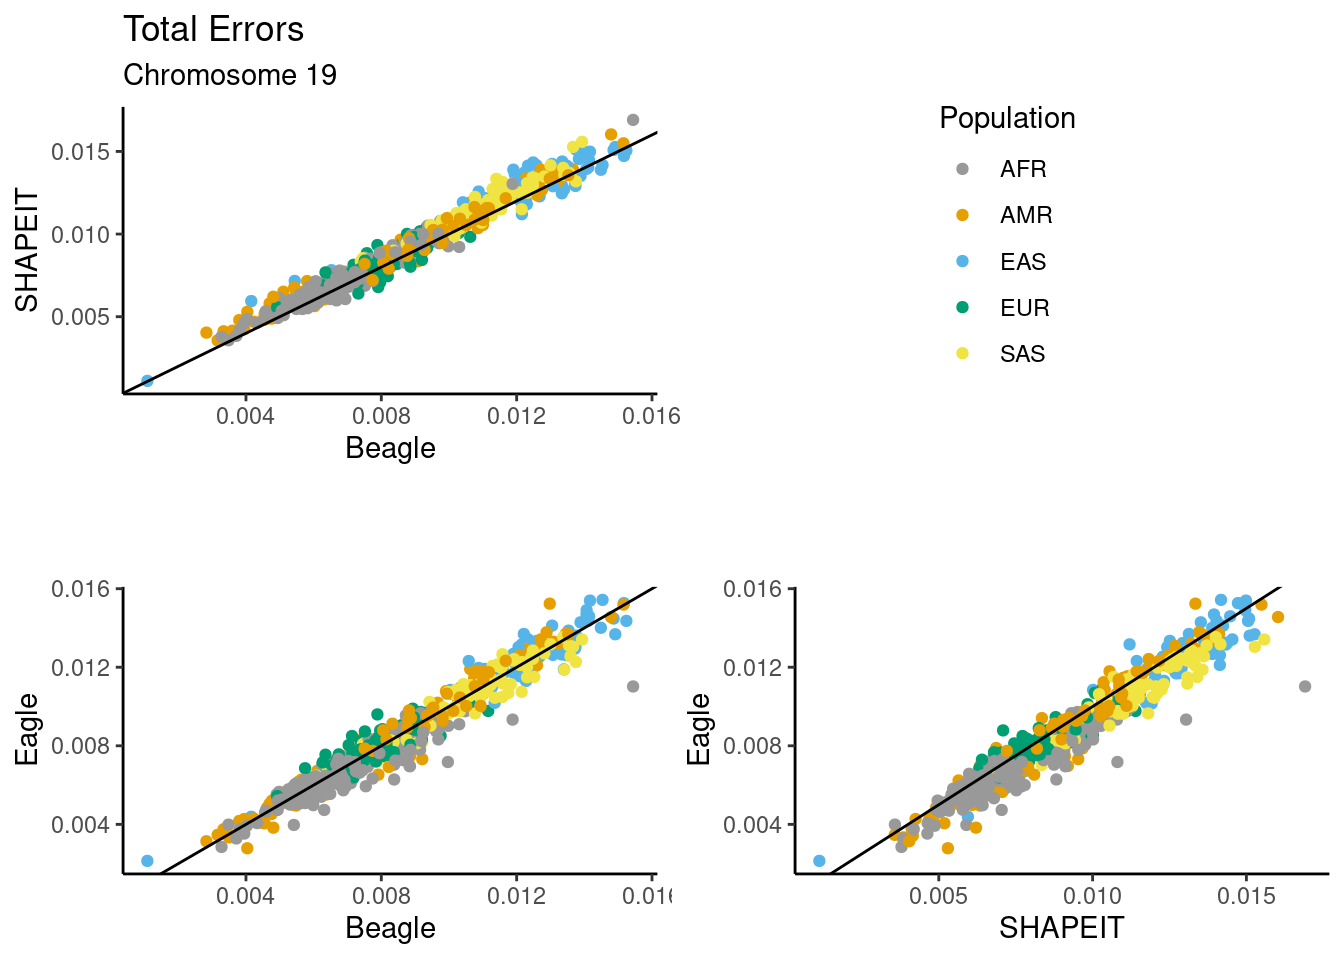 Total Errors
Chromosome 19
SHAPEIT
0.015
0.010
0.005
0.004 0.008 0.012 0.016
Beagle
Population
AFR
AMR
EAS
EUR
SAS
Eagle
0.016
0.012
0.008
0.004
0.004 0.008 0.012 0.016
Beagle
Eagle
0.016
0.012
0.008
0.004
0.005 0.010 0.015
SHAPEIT